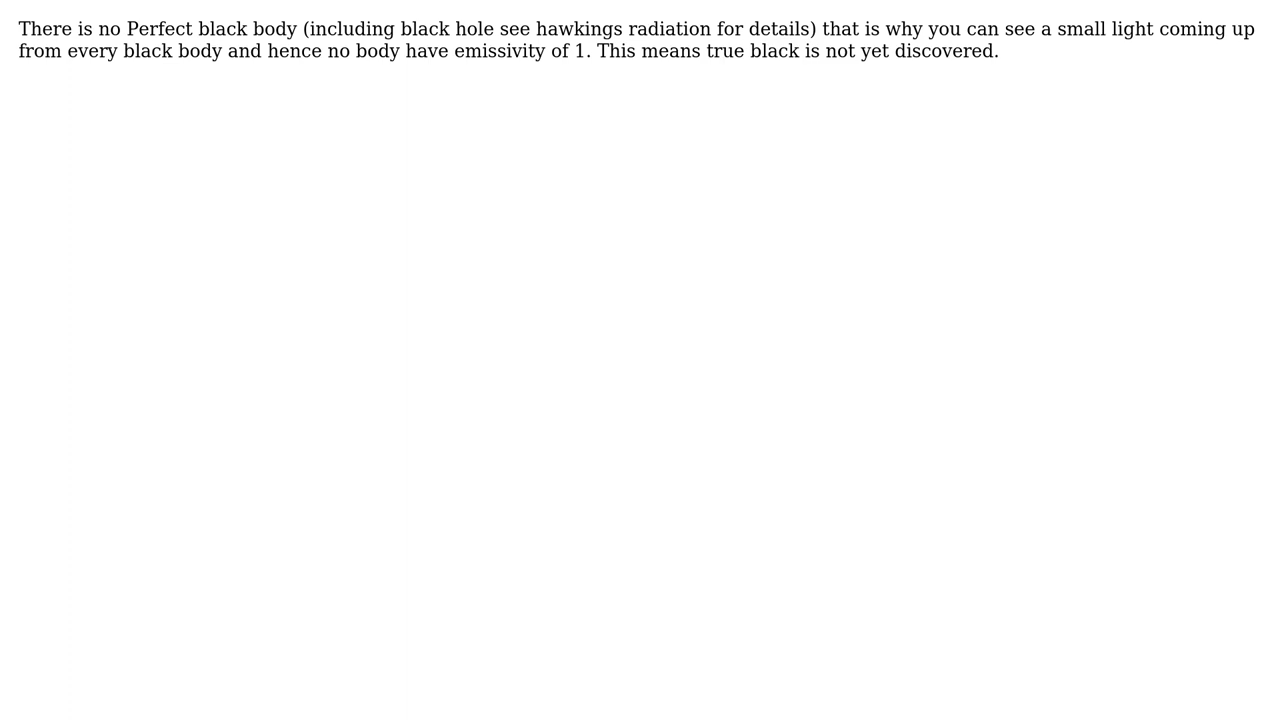 There is no Perfect black body (including black hole see hawkings radiation for details) that is why you can see a small light coming up
from every black body and hence no body have emissivity of 1. This means true black is not yet discovered.